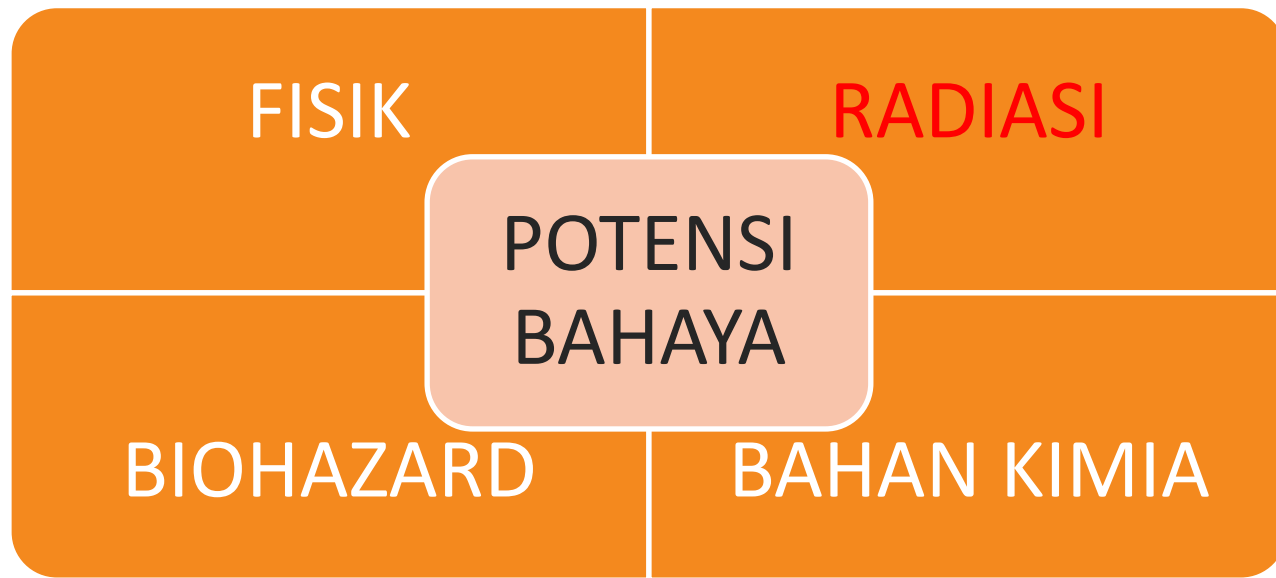 FISIK
RADIASI
POTENSI
BAHAYA
BIOHAZARD
BAHAN KIMIA